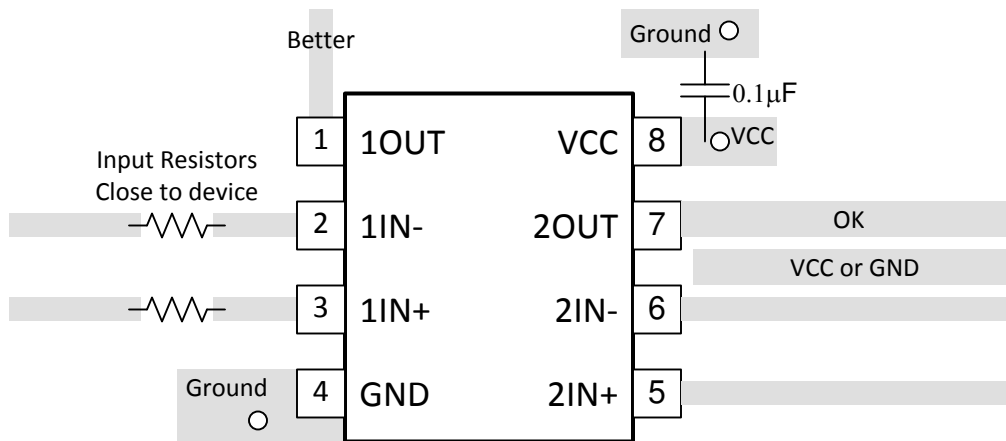 Better
Ground
0.1μF
1 1OUT VCC 8 VCC
Input Resistors
Close to device
2 1IN- 2OUT 7 OK
VCC or GND
3 1IN+ 2IN- 6
Ground
4 GND 2IN+ 5